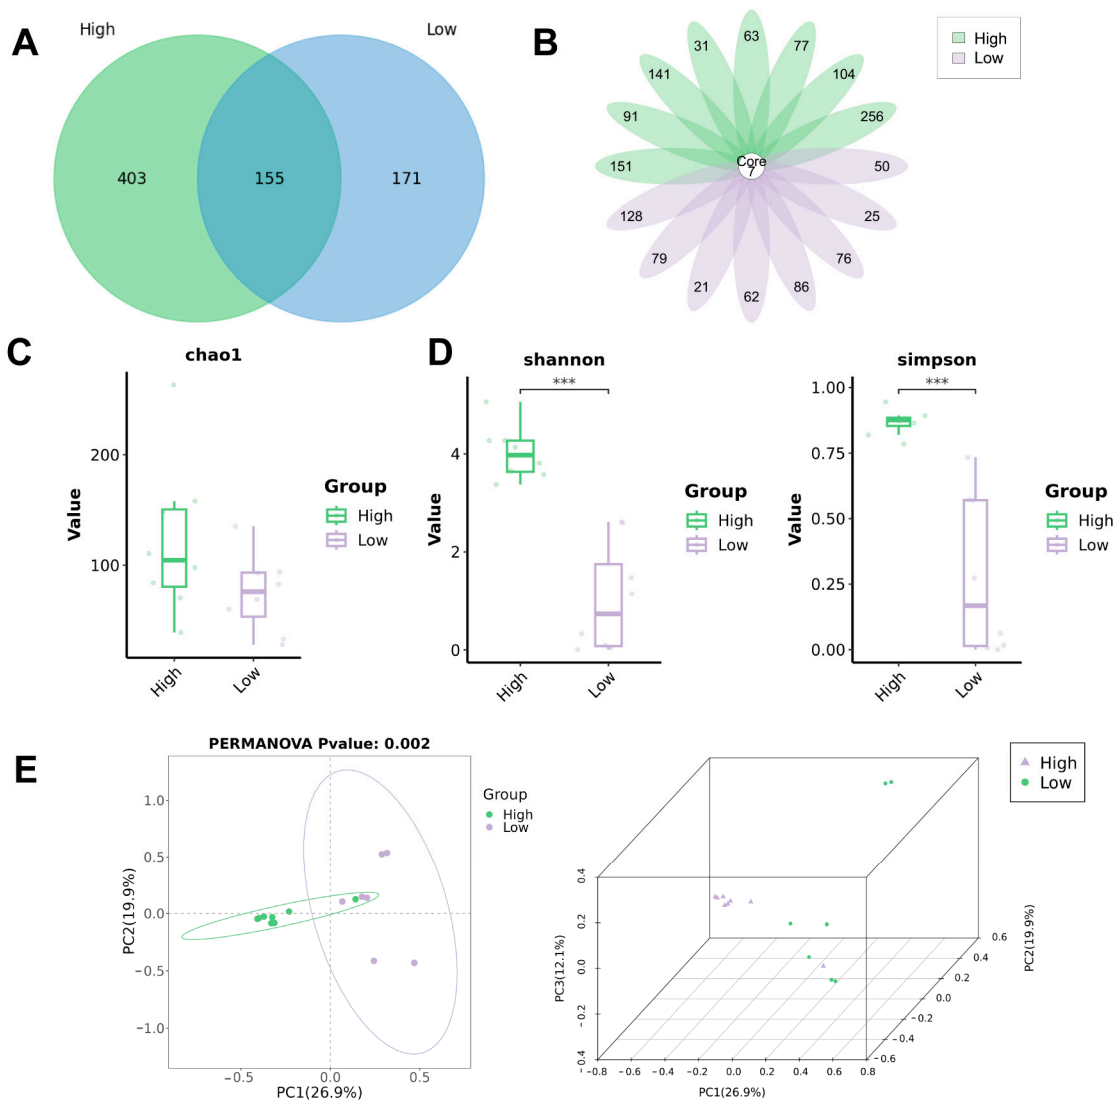 A
High
Low
403
155
171
B
63
77
104
256
50
25
76
86
62
21
79
128
151
91
141
31
Core
7
High
Low
C
chao1
Value
200
100
High
Low
Group
High
Low
D
shannon
***
Value
4
2
0
High
Low
Group
High
Low
simpson
***
Value
1.00
0.75
0.50
0.25
0.00
High
Low
Group
High
Low
E
PERMANOVA Pvalue: 0.002
PC2(19.9%)
1.0
0.5
0.0
−0.5
−1.0
−0.5
0.0
0.5
PC1(26.9%)
Group
High
Low
High
Low
PC3(12.1%)
0.4
0.2
0.0
−0.2
−0.4
−0.8
−0.6
−0.4
−0.2
0.0
0.2
0.4
0.6
0.8
PC1(26.9%)
−0.6
−0.4
−0.2
0.0
0.2
0.4
0.6
PC2(19.9%)